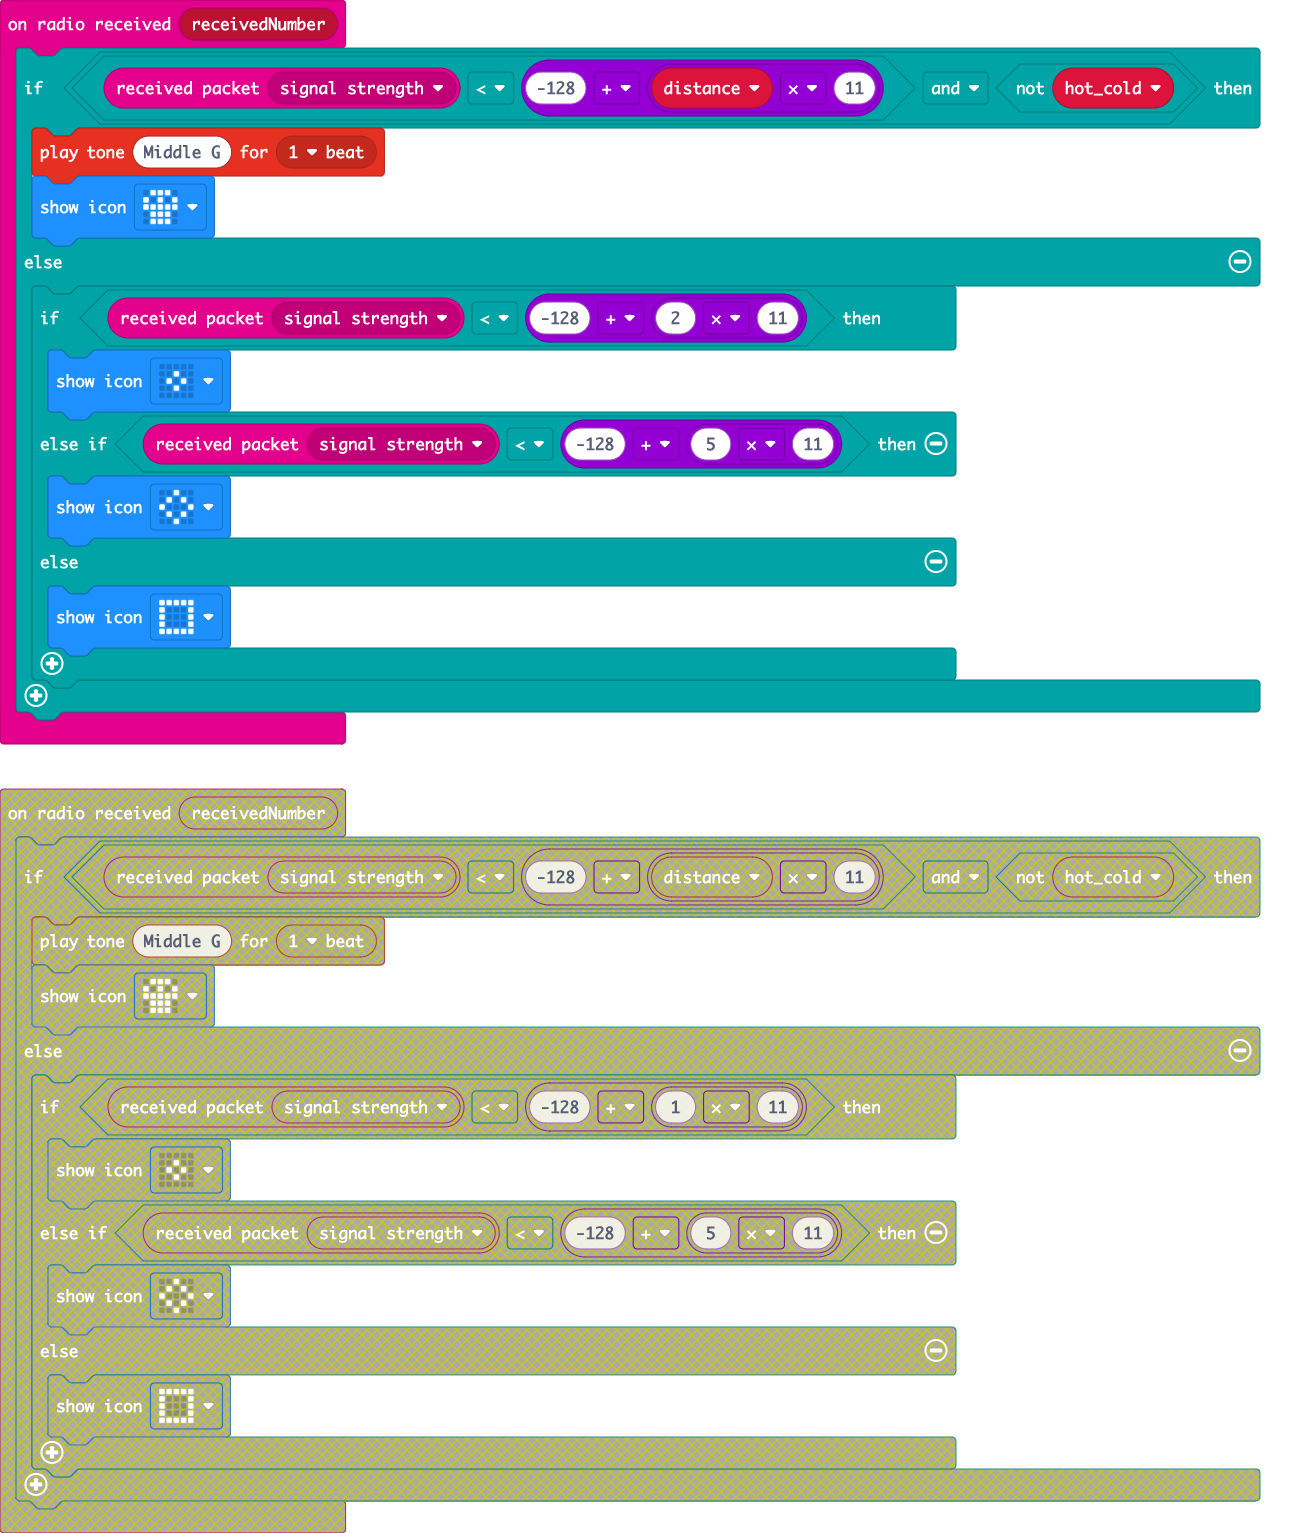 on radio received receivedNumber
if received packet signal strength < -128 + distance × 11 and not hot_cold then
play tone Middle G for 1 beat
show icon
else
if received packet signal strength < -128 + 2 × 11 then
show icon
else if received packet signal strength < -128 + 5 × 11 then
show icon
else
show icon
on radio received receivedNumber
if received packet signal strength < -128 + distance × 11 and not hot_cold then
play tone Middle G for 1 beat
show icon
else
if received packet signal strength < -128 + 1 × 11 then
show icon
else if received packet signal strength < -128 + 5 × 11 then
show icon
else
show icon